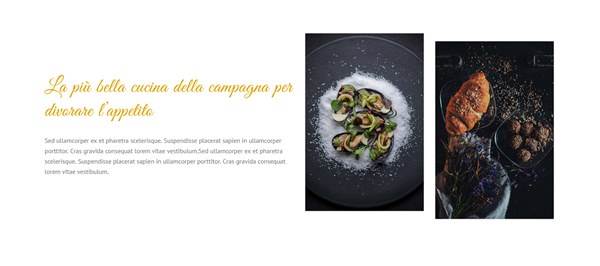 La più bella cucina della campagna per
divorare l'appetito
Sed ullamcorper ex et pharetra scelerisque. Suspendisse placerat sapien in ullamcorper
porttitor. Cras gravida consequat lorem vitae vestibulum.Sed ullamcorper ex et pharetra
scelerisque. Suspendisse placerat sapien in ullamcorper porttitor. Cras gravida consequat
lorem vitae vestibulum.